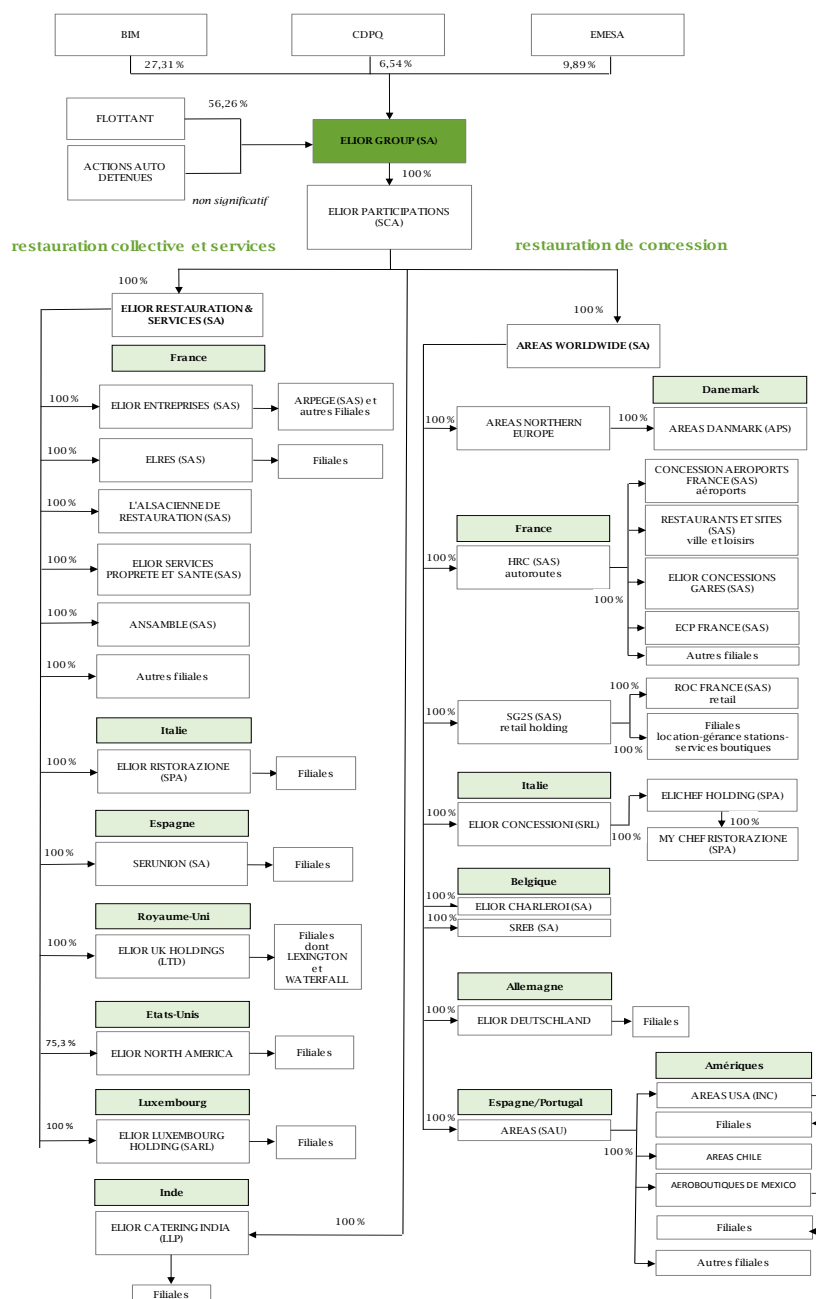 BIM
CDPQ
EMESA
27,31 %
6,54 %
9,89 %
56,26 %
FLOTTANT
ELIOR GROUP (SA)
ACTIONS AUTO
DETENUES
100 %
non significatif
ELIOR PARTICIPATIONS
(SCA)
restauration collective et services
restauration de concession
100 %
ELIOR RESTAURATION &
SERVICES (SA)
100 %
AREAS WORLDWIDE (SA)
France
100 %
ELIOR ENTREPRISES (SAS)
ARPEGE (SAS) et
autres Filiales
100 %
ELRES (SAS)
Filiales
100 %
L'ALSACIENNE DE
RESTAURATION (SAS)
100 %
ELIOR SERVICES
PROPRETE ET SANTE (SAS)
100 %
ANSAMBLE (SAS)
100 %
Autres filiales
Italie
100 %
ELIOR RISTORAZIONE
(SPA)
Filiales
Espagne
100 %
SERUNION (SA)
Filiales
Royaume-Uni
100 %
ELIOR UK HOLDINGS
(LTD)
Filiales
dont
LEXINGTON
et
WATERFALL
Etats-Unis
75,3 %
ELIOR NORTH AMERICA
Filiales
Luxembourg
100 %
ELIOR LUXEMBOURG
HOLDING (SARL)
Filiales
Inde
ELIOR CATERING INDIA
(LLP)
100 %
Filiales
Danemark
100 %
AREAS NORTHERN
EUROPE
100 %
AREAS DANMARK (APS)
France
100 %
HRC (SAS)
autoroutes
100 %
CONCESSION AEROPORTS
FRANCE (SAS)
aéroports
RESTAURANTS ET SITES
(SAS)
ville et loisirs
ELIOR CONCESSIONS
GARES (SAS)
ECP FRANCE (SAS)
Autres filiales
100 %
SG2S (SAS)
retail holding
100 %
ROC FRANCE (SAS)
retail
100 %
Filiales
location-gérance stations-
services boutiques
Italie
100 %
ELIOR CONCESSIONI (SRL)
100 %
ELICHEF HOLDING (SPA)
100 %
MY CHEF RISTORAZIONE
(SPA)
Belgique
100 %
ELIOR CHARLEROI (SA)
100 %
SREB (SA)
Allemagne
100 %
ELIOR DEUTSCHLAND
Filiales
Espagne/Portugal
100 %
AREAS (SAU)
100 %
Amériques
AREAS USA (INC)
Filiales
AREAS CHILE
AEROBOUTIQUES DE MEXICO
Filiales
Autres filiales